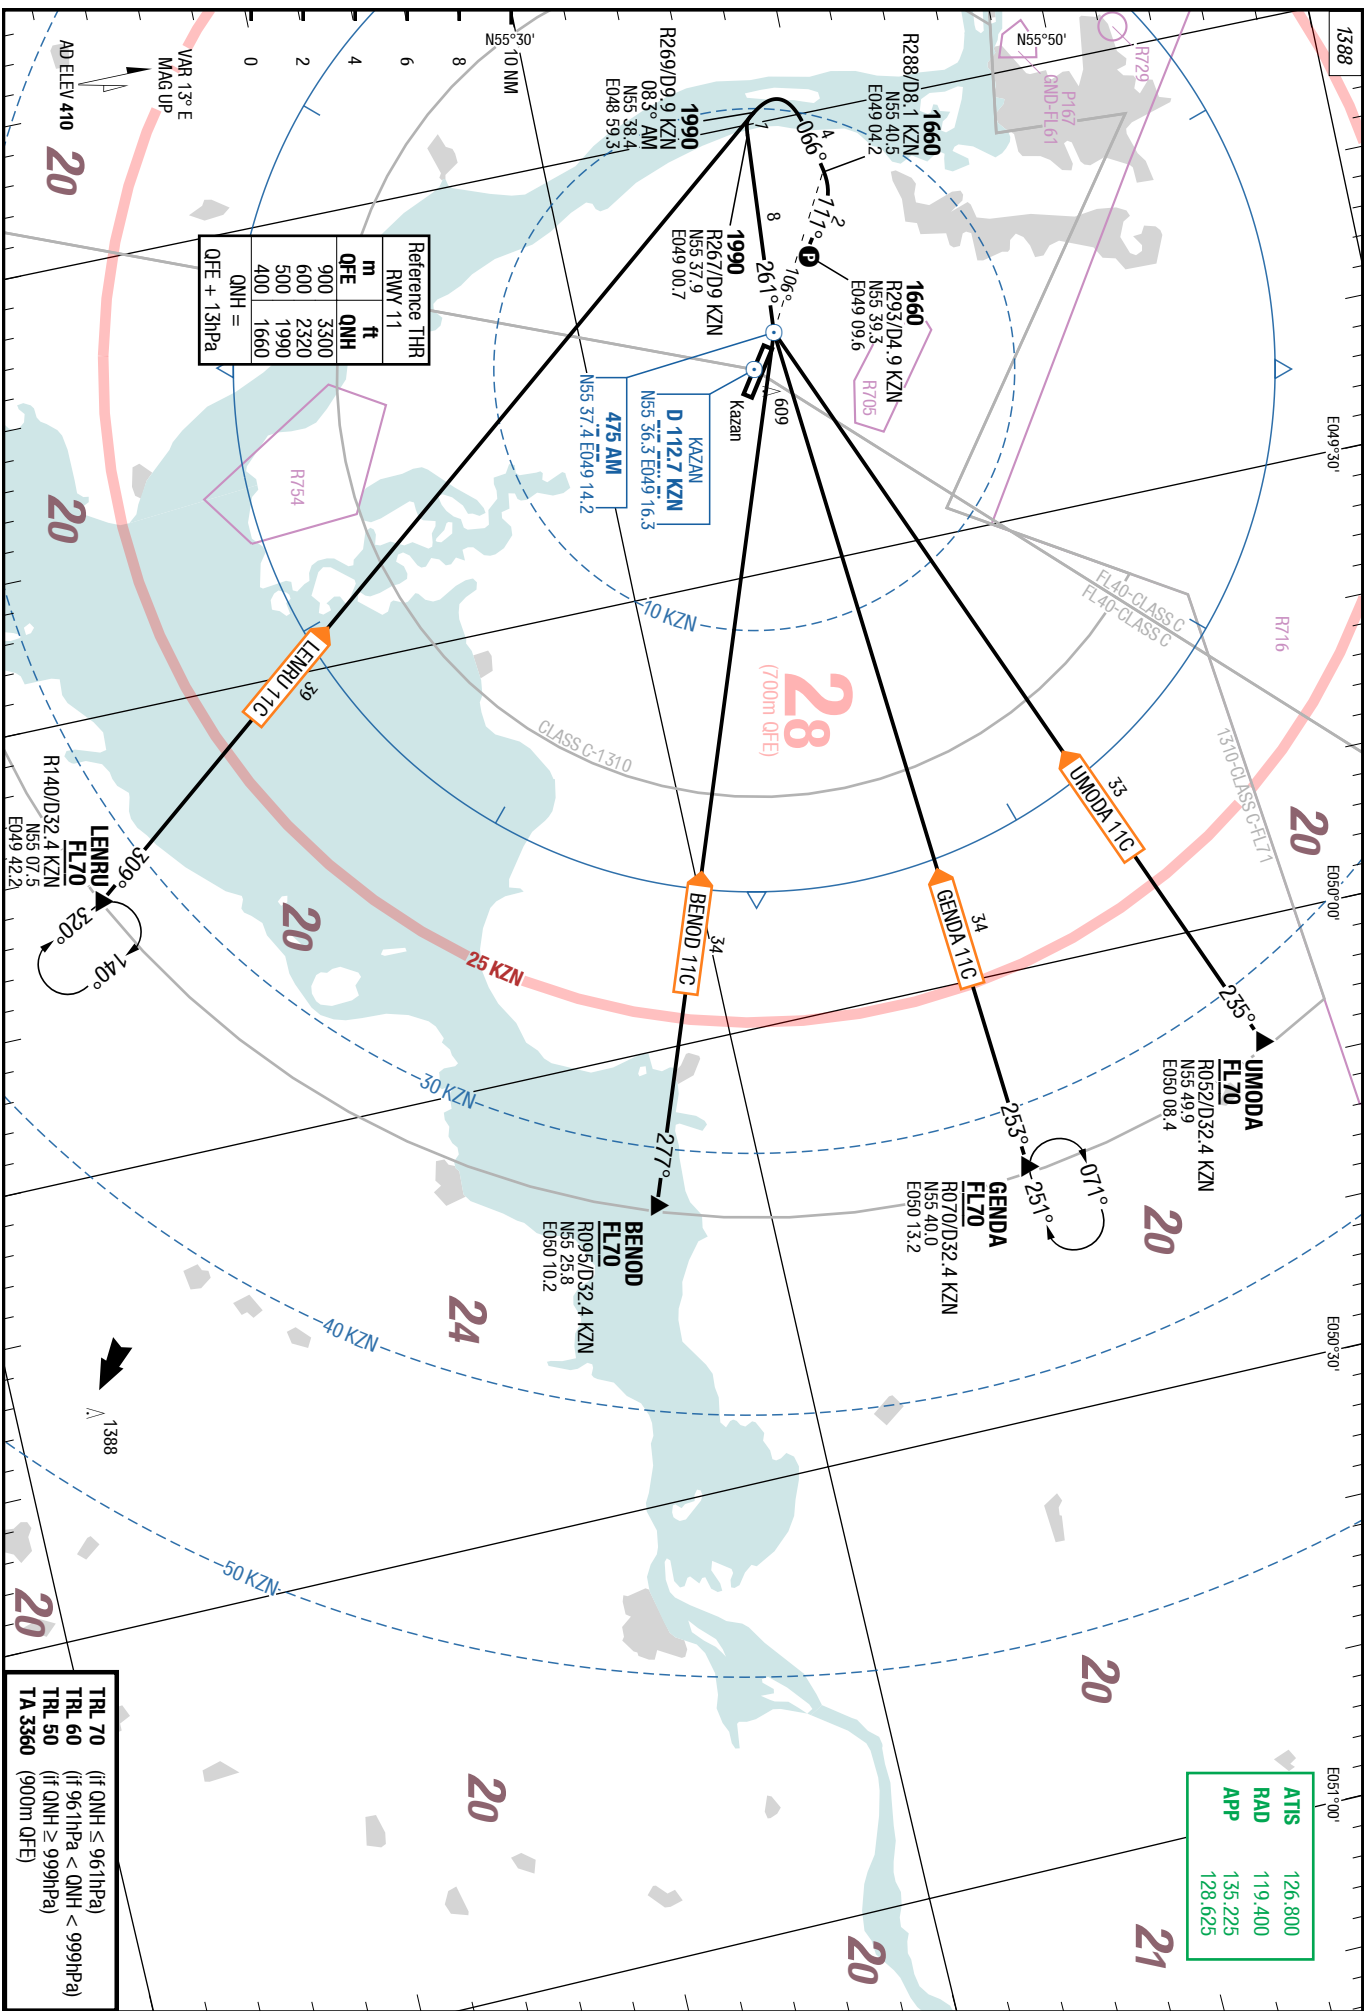 1388
E049°30'
E050°00'
E050°30'
E051°00'
N55°50'
N55°30'
R729
P167
GND-FL61
R716
R705
R754
ATIS 126.800
RAD 119.400
APP 135.225
128.625
FL40-CLASS C
FL40-CLASS C
1310-CLASS C-FL71
CLASS C-1310
20
20
20
21
20
24
20
20
20
20
20
28
(700m QFE)
UMODA
FL70
R052/D32.4 KZN
N55 49.9
E050 08.4
235°
33
UMODA 11C
GENDA
FL70
R070/D32.4 KZN
N55 40.0
E050 13.2
253°
071°
251°
34
GENDA 11C
BENOD
FL70
R095/D32.4 KZN
N55 25.8
E050 10.2
277°
34
BENOD 11C
LENRU
FL70
R140/D32.4 KZN
N55 07.5
E049 42.2
309°
320°
140°
39
LENRU 11C
1660
R288/D8.1 KZN
N55 40.5
E049 04.2
1660
R293/D4.9 KZN
N55 39.3
E049 09.6
P
1990
R267/D9 KZN
N55 37.9
E049 00.7
1990
R269/D9.9 KZN
083° AM
N55 38.4
E048 59.3
4
066°
2
111°
106°
8
261°
609
Kazan
KAZAN
D 112.7 KZN
N55 36.3 E049 16.3
475 AM
N55 37.4 E049 14.2
10 KZN
25 KZN
30 KZN
40 KZN
50 KZN
1388
10 NM
8
6
4
2
0
VAR 13° E
MAG UP
AD ELEV 410
Reference THR
RWY 11
m ft
QFE QNH
900 3300
600 2320
500 1990
400 1660
QNH =
QFE + 13hPa
TRL 70 (if QNH ≤ 961hPa)
TRL 60 (if 961hPa < QNH < 999hPa)
TRL 50 (if QNH ≥ 999hPa)
TA 3360 (900m QFE)